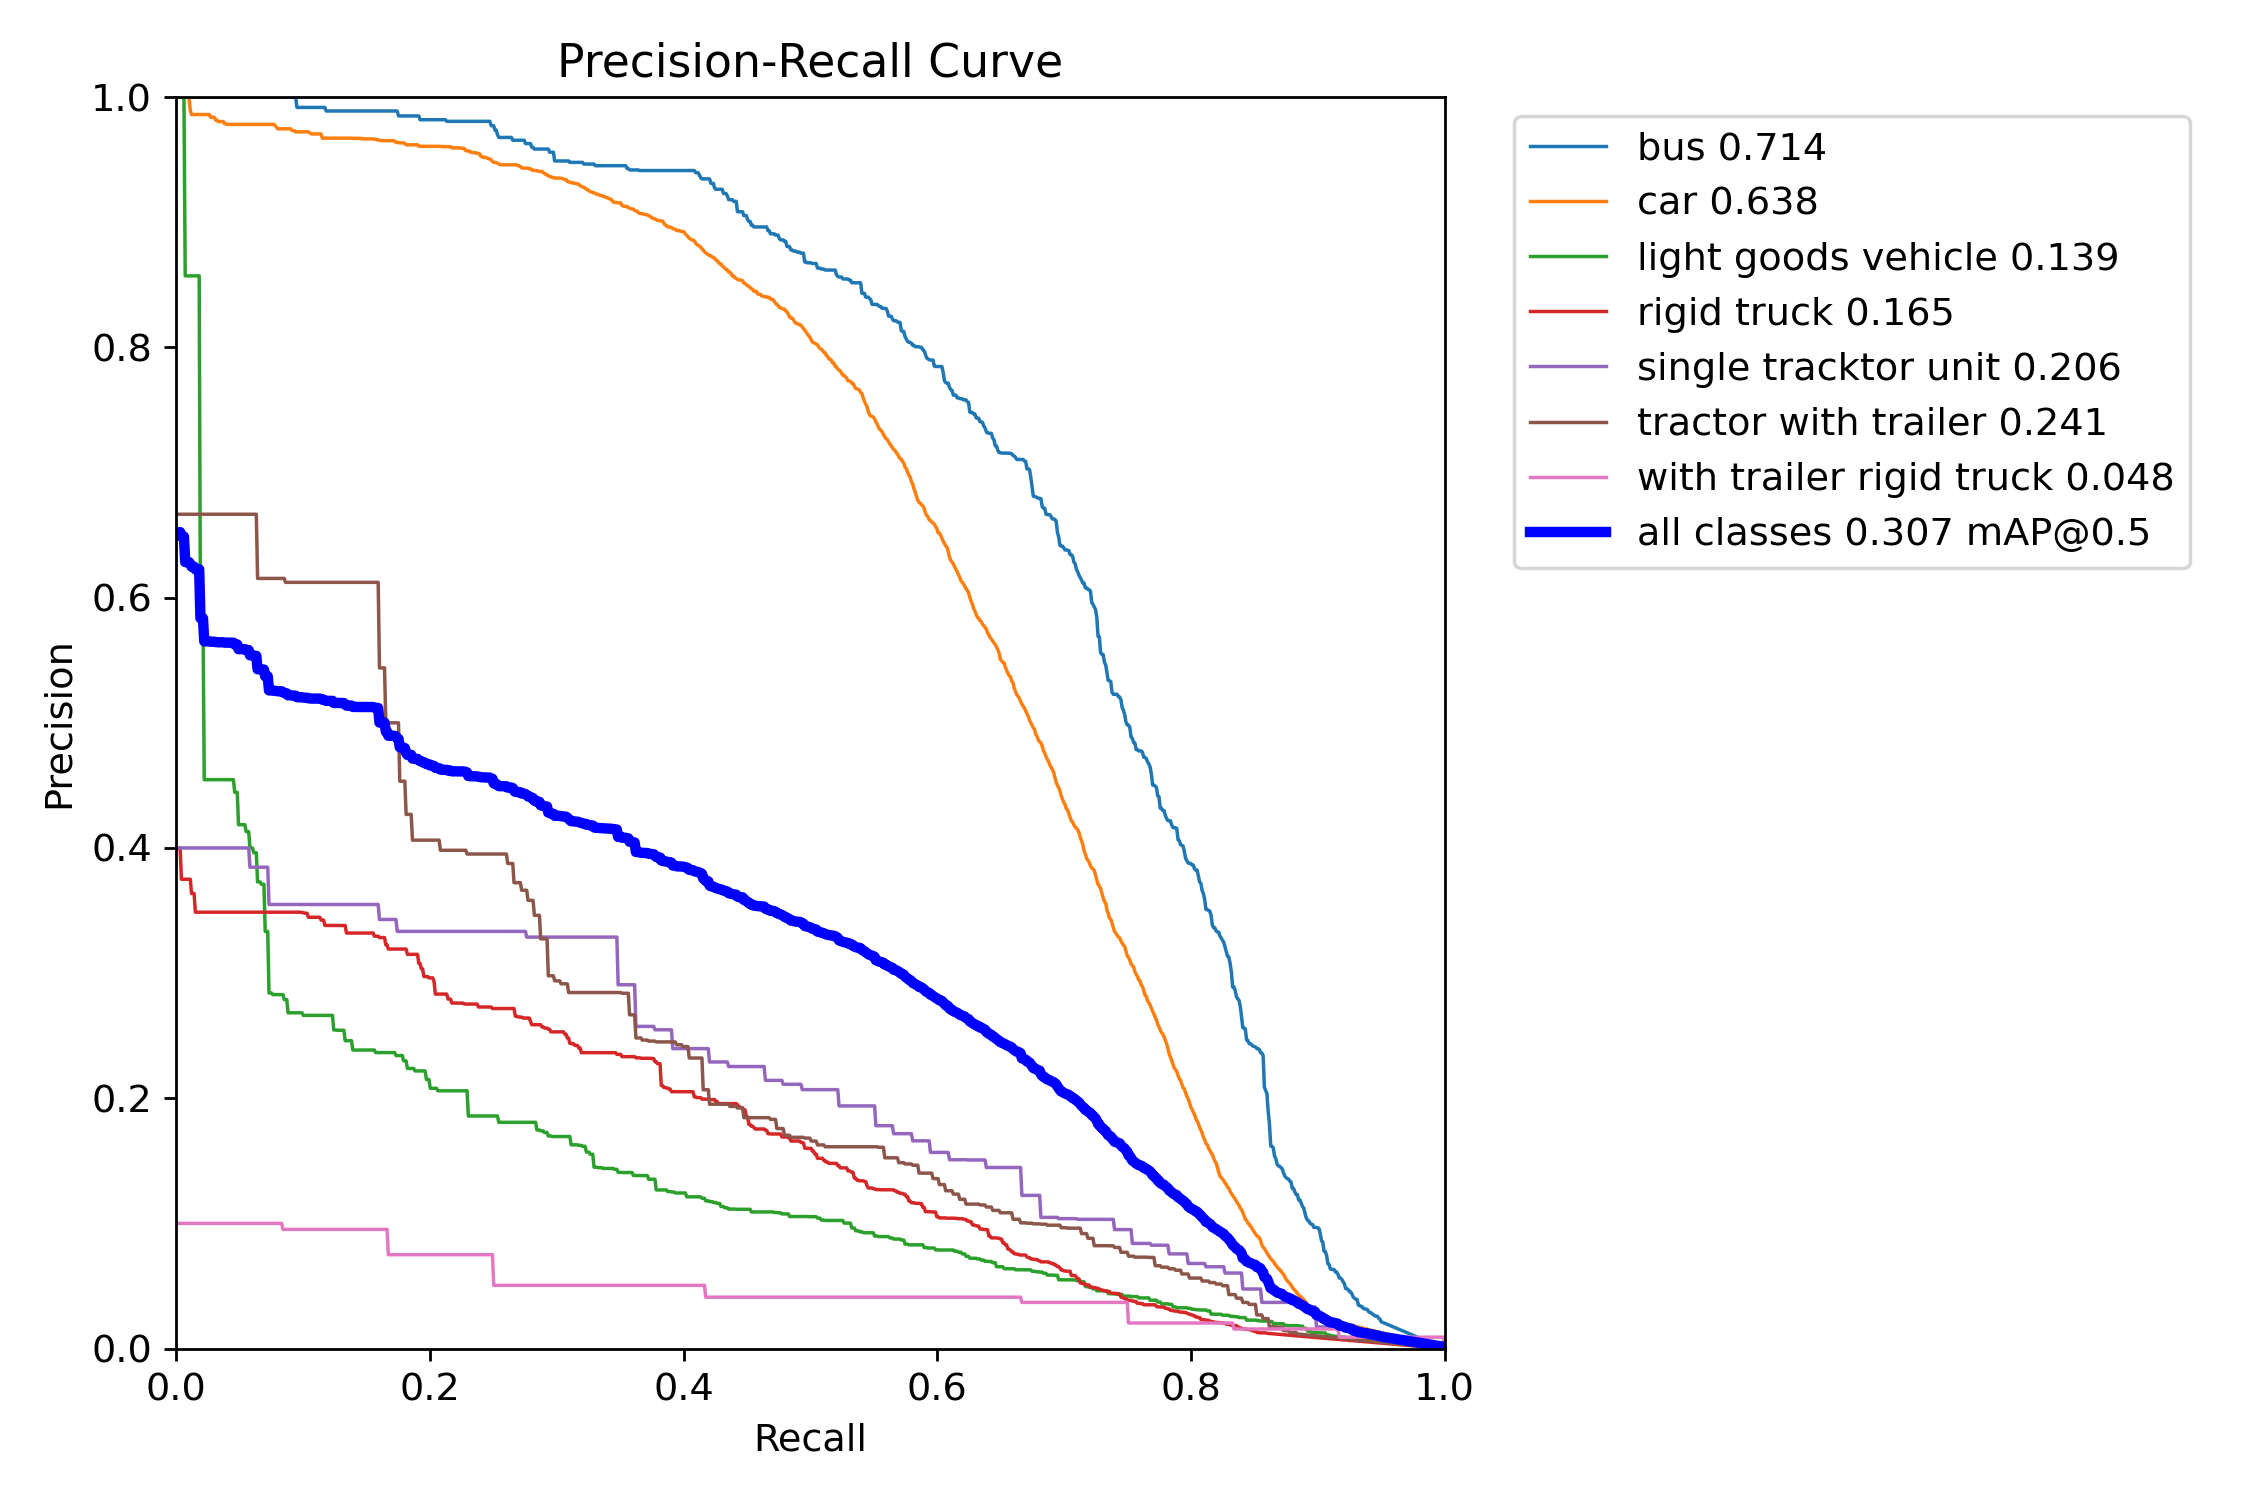 Precision-Recall Curve
1.0
0.8
0.6
0.4
0.2
0.0
Precision
0.0 0.2 0.4 0.6 0.8 1.0
Recall
bus 0.714
car 0.638
light goods vehicle 0.139
rigid truck 0.165
single tracktor unit 0.206
tractor with trailer 0.241
with trailer rigid truck 0.048
all classes 0.307 mAP@0.5